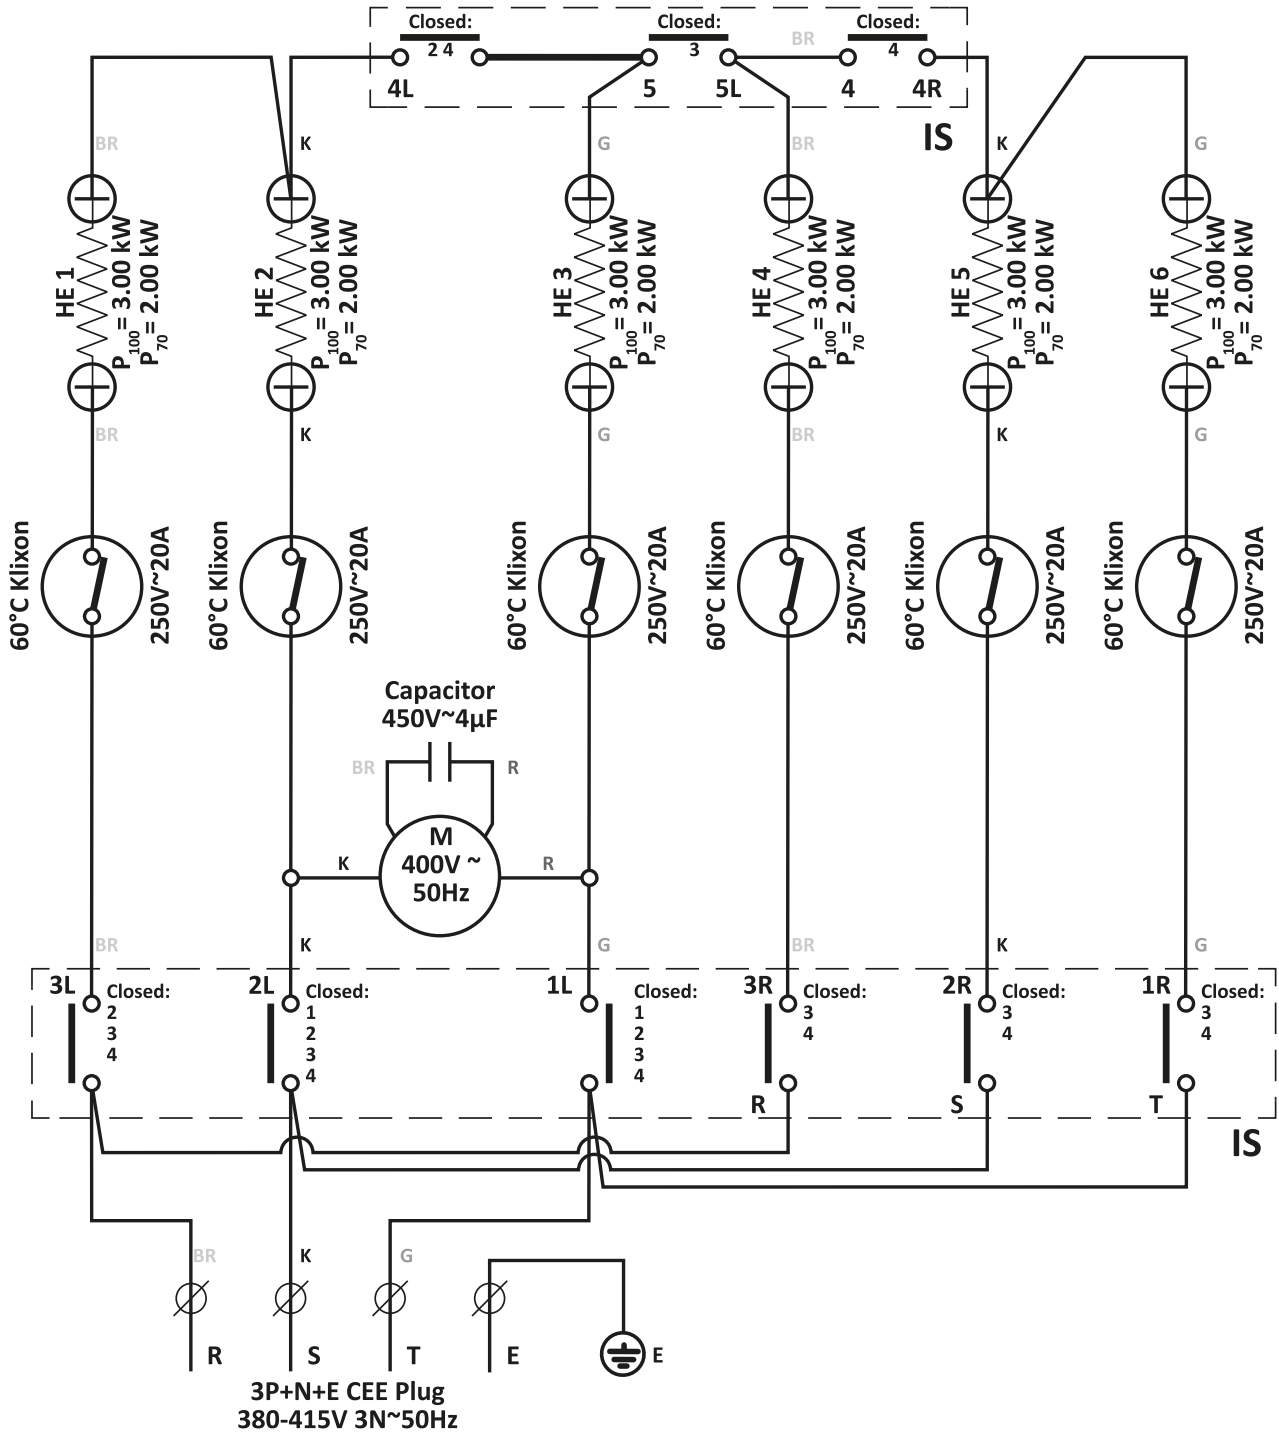 Closed:
2 4
Closed:
3
BR
Closed:
4
4L
5
5L
4
4R
IS
BR
K
G
BR
K
G
HE 1
P100= 3.00 kW
P70= 2.00 kW
HE 2
P100= 3.00 kW
P70= 2.00 kW
HE 3
P100= 3.00 kW
P70= 2.00 kW
HE 4
P100= 3.00 kW
P70= 2.00 kW
HE 5
P100= 3.00 kW
P70= 2.00 kW
HE 6
P100= 3.00 kW
P70= 2.00 kW
BR
K
G
BR
K
G
60°C Klixon
250V~20A
60°C Klixon
250V~20A
60°C Klixon
250V~20A
60°C Klixon
250V~20A
60°C Klixon
250V~20A
60°C Klixon
250V~20A
Capacitor
450V~4µF
BR
R
M
400V ~
50Hz
K
R
BR
K
G
BR
K
G
3L
Closed:
2
3
4
2L
Closed:
1
2
3
4
1L
Closed:
1
2
3
4
3R
Closed:
3
4
2R
Closed:
3
4
1R
Closed:
3
4
R
S
T
IS
BR
K
G
R
S
T
E
E
3P+N+E CEE Plug
380-415V 3N~50Hz